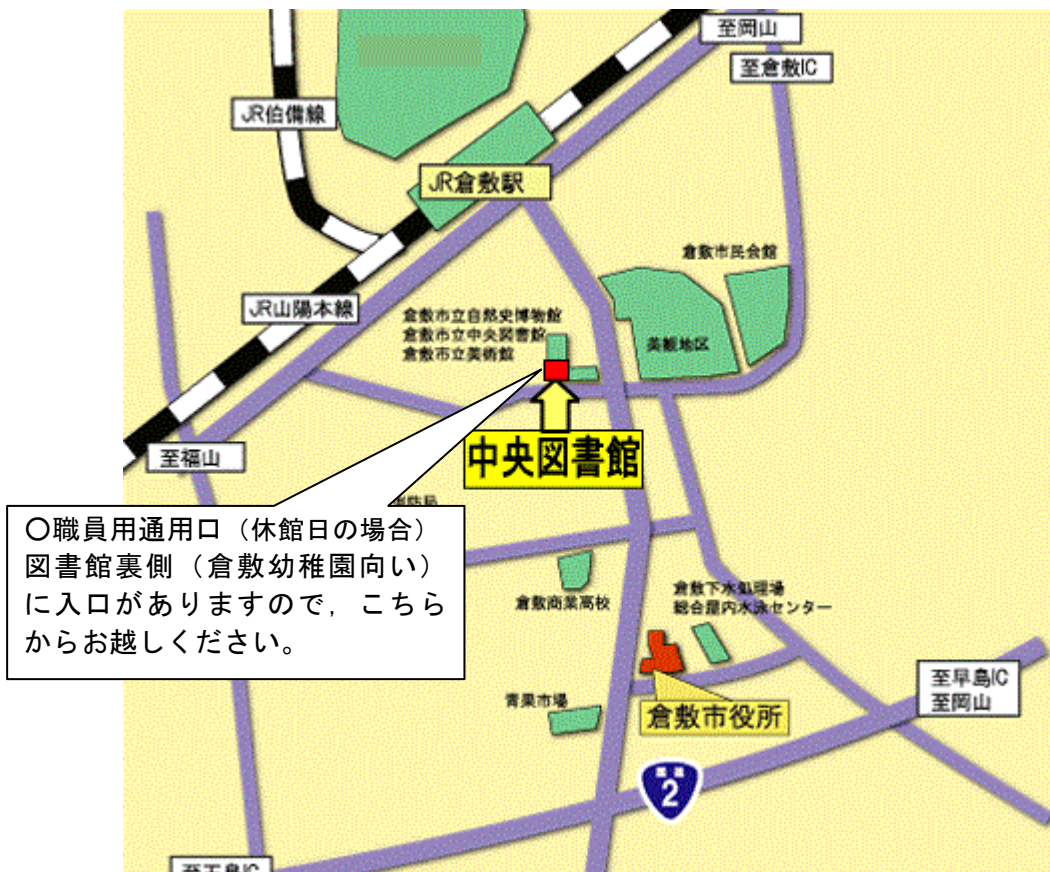 至岡山
至倉敷IC
JR伯備線
JR倉敷駅
倉敷市民会館
JR山陽本線
倉敷市立自然史博物館
倉敷市立中央図書館
倉敷市立美術館
美観地区
中央図書館
至福山
〇職員用通用口（休館日の場合）
図書館裏側（倉敷幼稚園向い）
に入口がありますので，こちら
からお越しください。
倉敷商業高校
倉敷下水処理場
総合屋内水泳センター
至早島IC
至岡山
青果市場
倉敷市役所
国道
2
至玉島IC